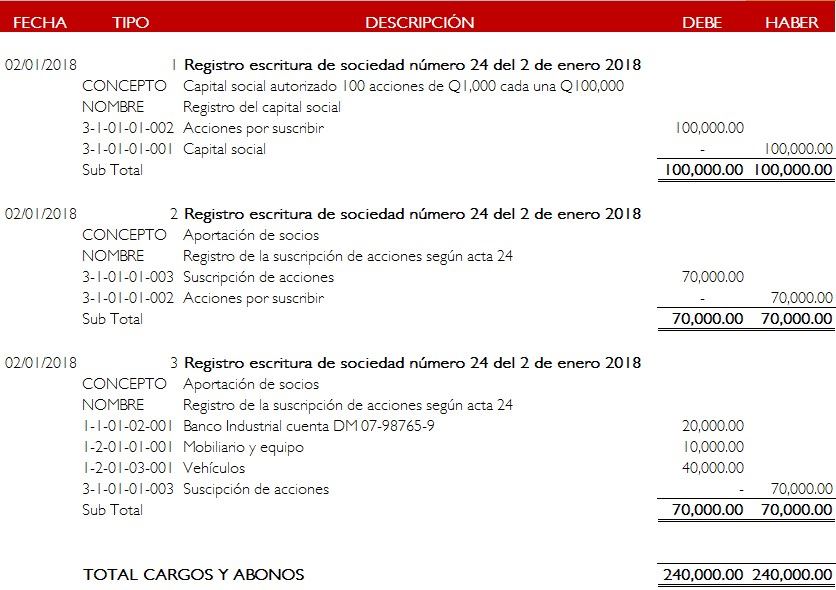 FECHA TIPO DESCRIPCIÓN DEBE HABER
02/01/2018 1 Registro escritura de sociedad número 24 del 2 de enero 2018
CONCEPTO Capital social autorizado 100 acciones de Q1,000 cada una Q100,000
NOMBRE Registro del capital social
3-1-01-01-002 Acciones por suscribir 100,000.00
3-1-01-01-001 Capital social - 100,000.00
Sub Total 100,000.00 100,000.00
02/01/2018 2 Registro escritura de sociedad número 24 del 2 de enero 2018
CONCEPTO Aportación de socios
NOMBRE Registro de la suscripción de acciones según acta 24
3-1-01-01-003 Suscripción de acciones 70,000.00
3-1-01-01-002 Acciones por suscribir - 70,000.00
Sub Total 70,000.00 70,000.00
02/01/2018 3 Registro escritura de sociedad número 24 del 2 de enero 2018
CONCEPTO Aportación de socios
NOMBRE Registro de la suscripción de acciones según acta 24
1-1-01-02-001 Banco Industrial cuenta DM 07-98765-9 20,000.00
1-2-01-01-001 Mobiliario y equipo 10,000.00
1-2-01-03-001 Vehículos 40,000.00
3-1-01-01-003 Suscipción de acciones - 70,000.00
Sub Total 70,000.00 70,000.00
TOTAL CARGOS Y ABONOS 240,000.00 240,000.00